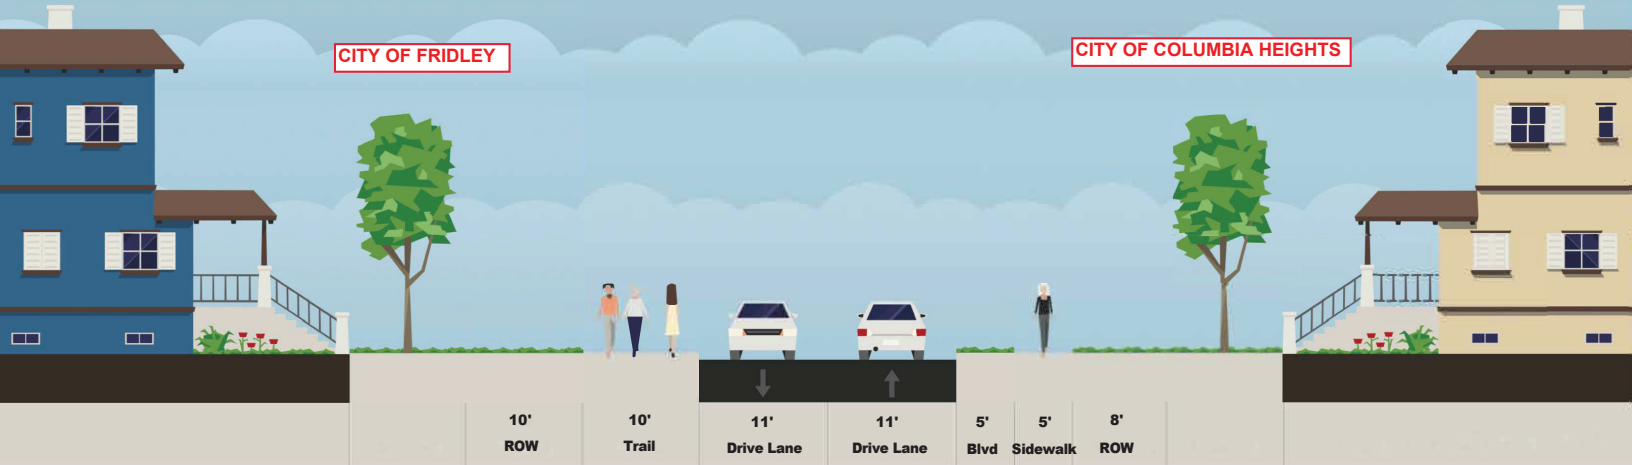 CITY OF FRIDLEY
CITY OF COLUMBIA HEIGHTS
10' 10' 11' 11' 5' 5' 8'
ROW Trail Drive Lane Drive Lane Blvd Sidewalk ROW